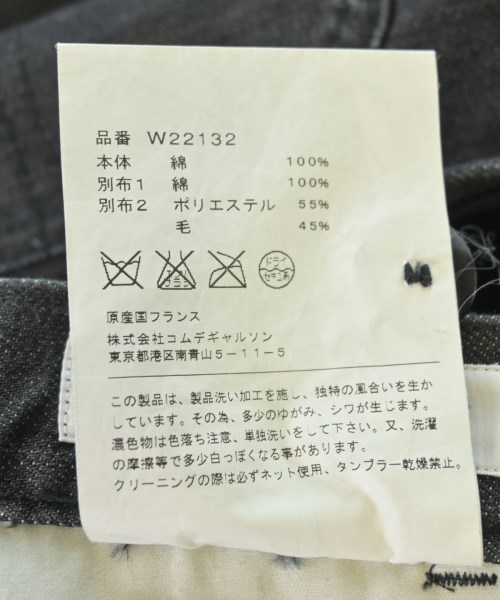 品番 W22132
本体 綿 100%
別布1 綿 100%
別布2 ポリエステル 55%
毛 45%
ドライ
セキユ系
原産国フランス
株式会社コムデギャルソン
東京都港区南青山5-11-5
この製品は、製品洗い加工を施し、独特の風合いを生か
しています。その為、多少のゆがみ、シワが生じます。
濃色物は色落ち注意、単独洗いをして下さい。又、洗濯
の摩擦等で多少白っぽくなる事があります。
クリーニングの際は必ずネット使用、タンブラー乾燥禁止。